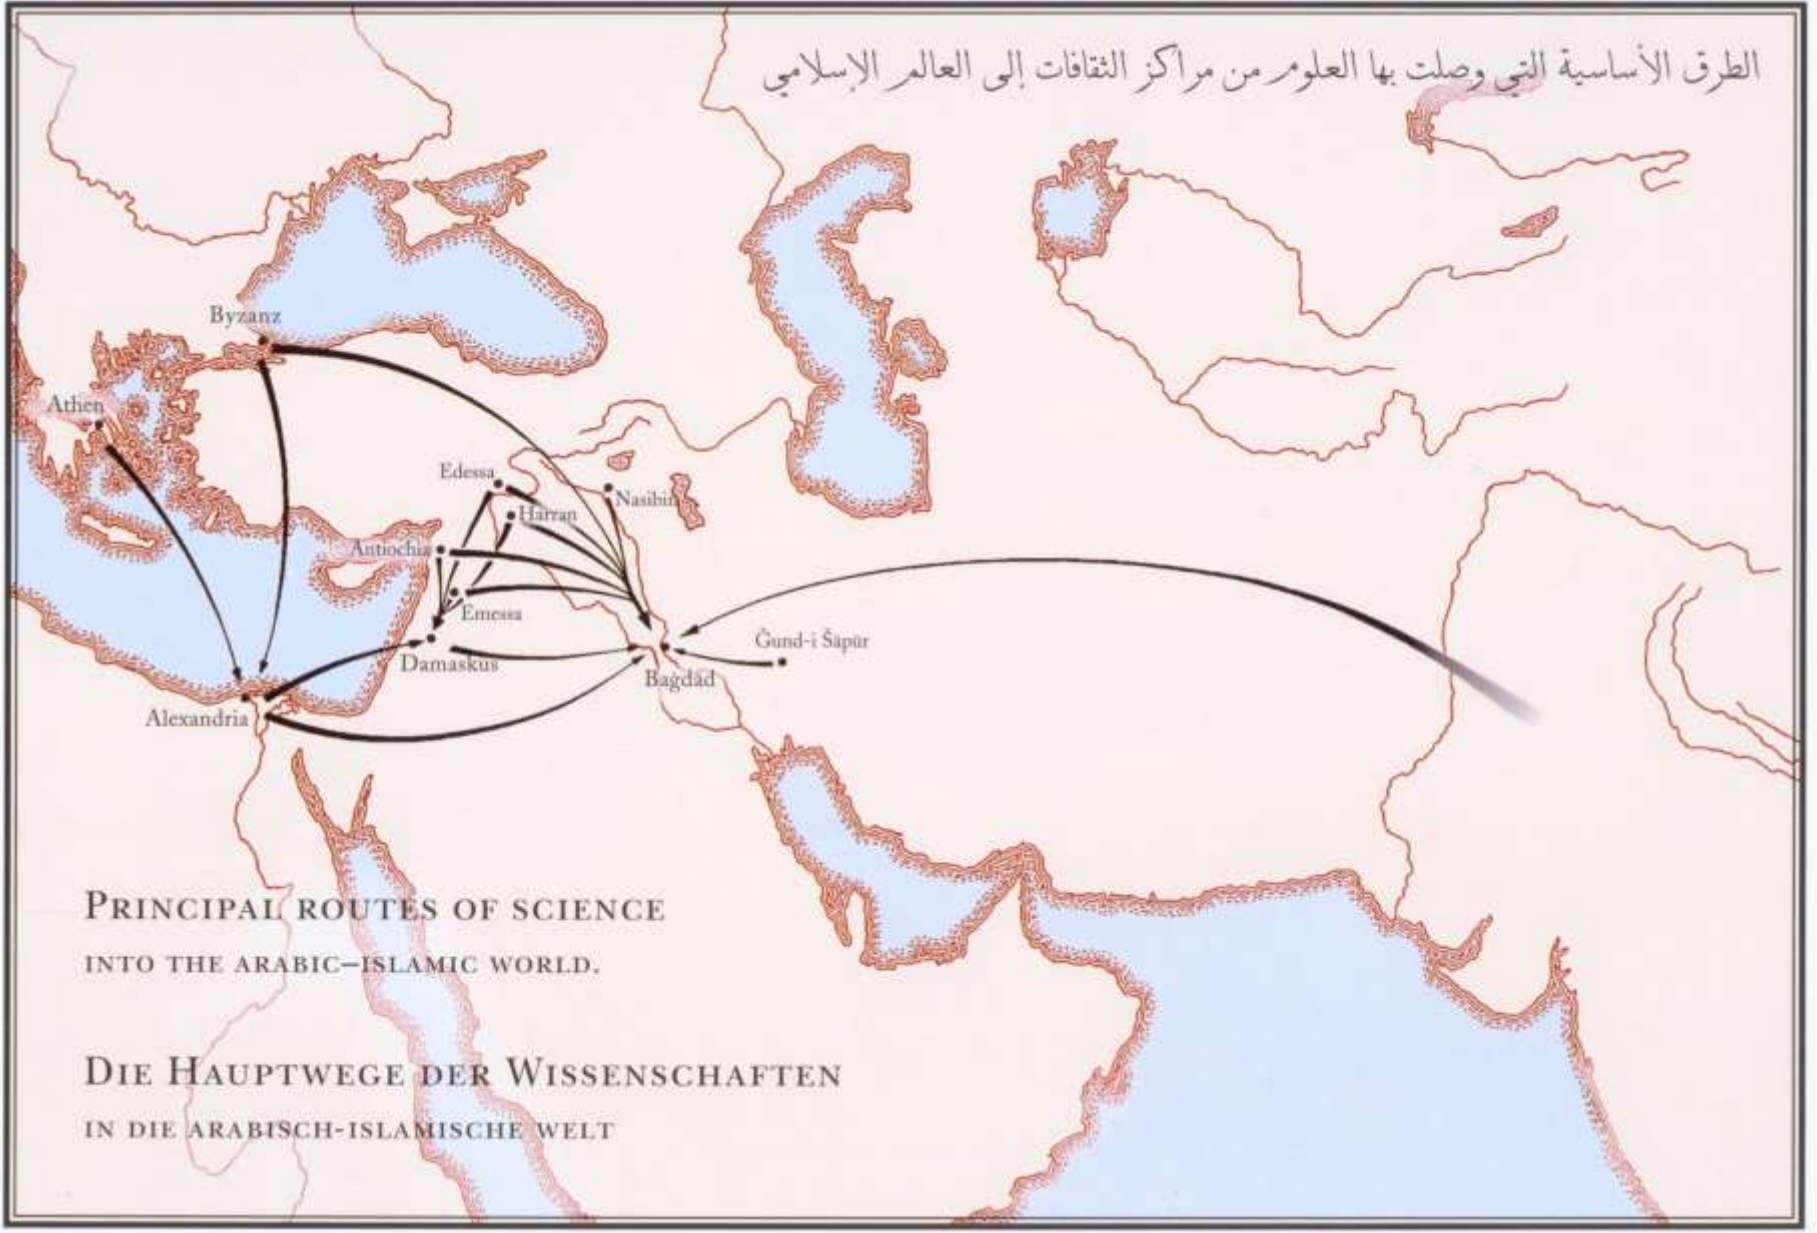 الطرق الأساسية التي وصلت بها العلوم من مراكز الثقافات إلى العالم الإسلامي
Byzanz
Athen
Edessa
Nasibin
Harran
Antiochia
Emessa
Ǧund-i Šāpūr
Damaskus
Baġdād
Alexandria
PRINCIPAL ROUTES OF SCIENCE
INTO THE ARABIC–ISLAMIC WORLD.
DIE HAUPTWEGE DER WISSENSCHAFTEN
IN DIE ARABISCH-ISLAMISCHE WELT